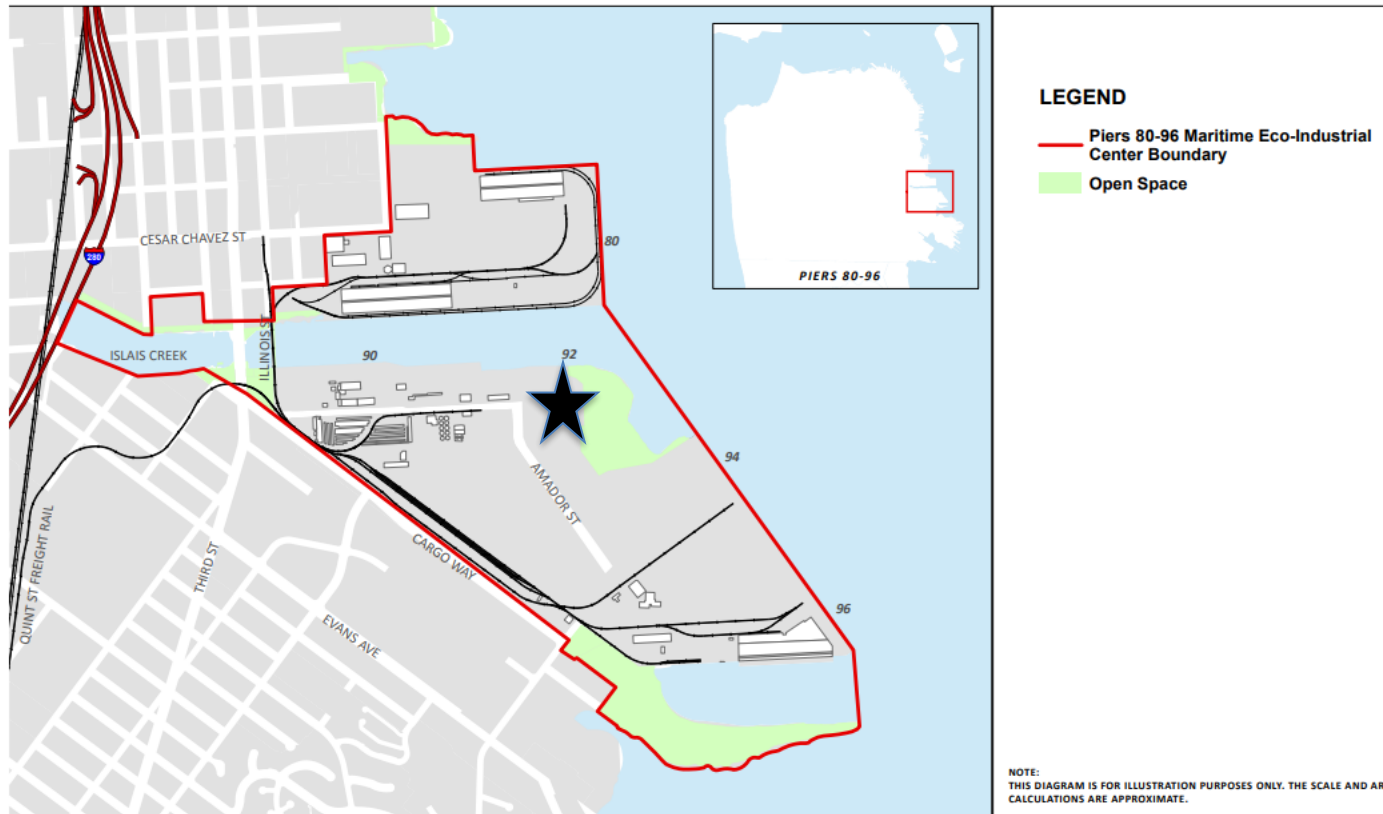 CESAR CHAVEZ ST
280
80
ISLAIS CREEK
ILLINOIS ST
90
92
94
AMADOR ST
QUINT ST FREIGHT RAIL
THIRD ST
CARGO WAY
EVANS AVE
96
PIERS 80-96
LEGEND
Piers 80-96 Maritime Eco-Industrial
Center Boundary
Open Space
NOTE:
THIS DIAGRAM IS FOR ILLUSTRATION PURPOSES ONLY. THE SCALE AND AR
CALCULATIONS ARE APPROXIMATE.